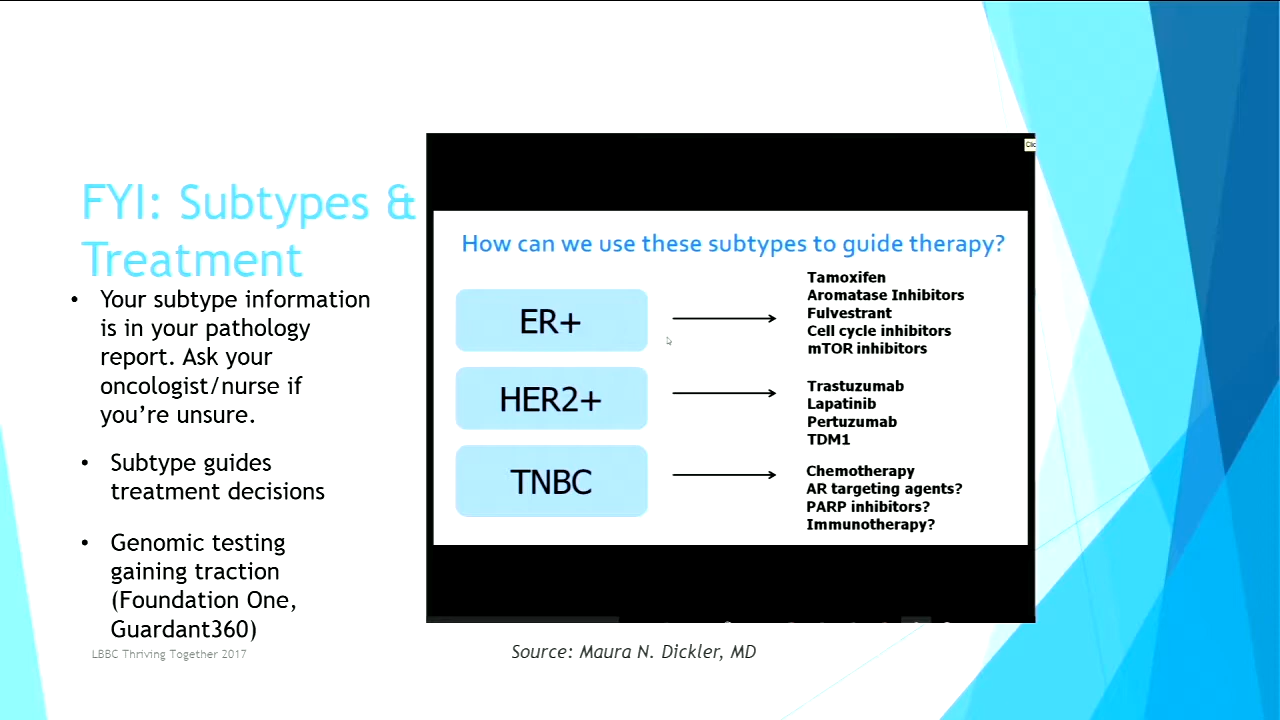 FYI: Subtypes &
Treatment
• Your subtype information
is in your pathology
report. Ask your
oncologist/nurse if
you're unsure.
• Subtype guides
treatment decisions
• Genomic testing
gaining traction
(Foundation One,
Guardant360)
LBBC Thriving Together 2017
Clic
How can we use these subtypes to guide therapy?
ER+
Tamoxifen
Aromatase Inhibitors
Fulvestrant
Cell cycle inhibitors
mTOR inhibitors
HER2+
Trastuzumab
Lapatinib
Pertuzumab
TDM1
TNBC
Chemotherapy
AR targeting agents?
PARP inhibitors?
Immunotherapy?
Source: Maura N. Dickler, MD